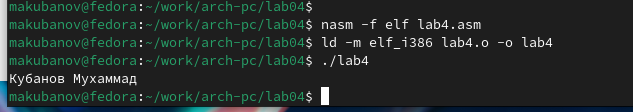 makubanov@fedora:~/work/arch-pc/lab04$
makubanov@fedora:~/work/arch-pc/lab04$ nasm -f elf lab4.asm
makubanov@fedora:~/work/arch-pc/lab04$ ld -m elf_i386 lab4.o -o lab4
makubanov@fedora:~/work/arch-pc/lab04$ ./lab4
Кубанов Мухаммад
makubanov@fedora:~/work/arch-pc/lab04$